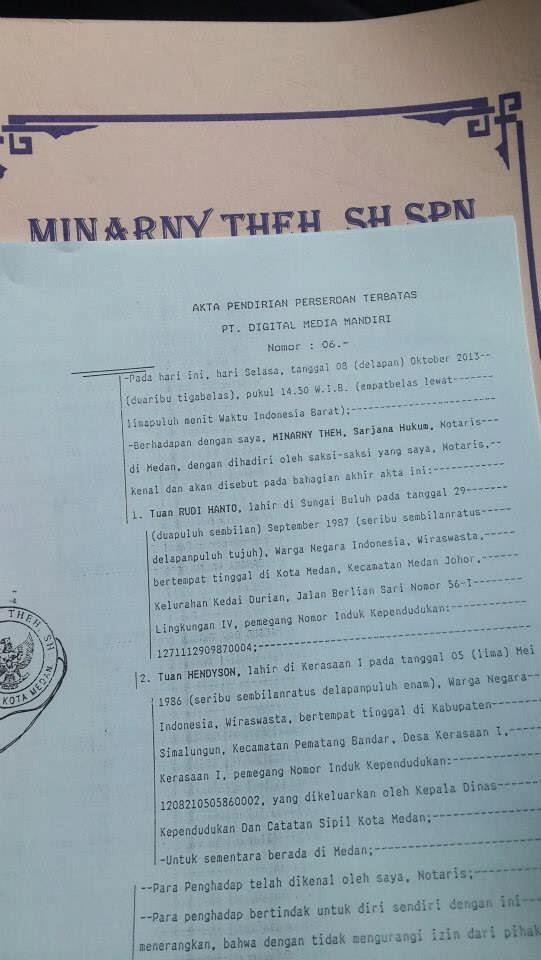 MINARNY THEH, SH SPN
AKTA PENDIRIAN PERSEROAN TERBATAS
PT. DIGITAL MEDIA MANDIRI
Nomor : 06.-
-Pada hari ini, hari Selasa, tanggal 08 (delapan) Oktober 2013--
(duaribu tigabelas), pukul 14.50 W.I.B. (empatbelas lewat-------
limapuluh menit Waktu Indonesia Barat);---------------------
-Berhadapan dengan saya, MINARNY THEH, Sarjana Hukum, Notaris---
di Medan, dengan dihadiri oleh saksi-saksi yang saya, Notaris,--
kenal dan akan disebut pada bahagian akhir akta ini:------------
1. Tuan RUDI HANTO, lahir di Sungai Buluh pada tanggal 29-------
(duapuluh sembilan) September 1987 (seribu sembilanratus------
delapanpuluh tujuh), Warga Negara Indonesia, Wiraswasta,------
bertempat tinggal di Kota Medan, Kecamatan Medan Johor,-------
Kelurahan Kedai Durian, Jalan Berlian Sari Nomor 56-I---------
Lingkungan IV, pemegang Nomor Induk Kependudukan:-----------
1271112909870004;------------------------------------
2. Tuan HENDYSON, lahir di Kerasaan I pada tanggal 05 (lima) Mei
1986 (seribu sembilanratus delapanpuluh enam), Warga Negara---
Indonesia, Wiraswasta, bertempat tinggal di Kabupaten---------
Simalungun, Kecamatan Pematang Bandar, Desa Kerasaan I,-------
Kerasaan I, pemegang Nomor Induk Kependudukan:------------
1208210505860002, yang dikeluarkan oleh Kepala Dinas-------
Kependudukan Dan Catatan Sipil Kota Medan;----------------
-Untuk sementara berada di Medan;-----------------------
--Para Penghadap telah dikenal oleh saya, Notaris;-----------
--Para penghadap bertindak untuk diri sendiri dengan ini------
menerangkan, bahwa dengan tidak mengurangi izin dari pihak
THEH, SH
KOTA MEDAN